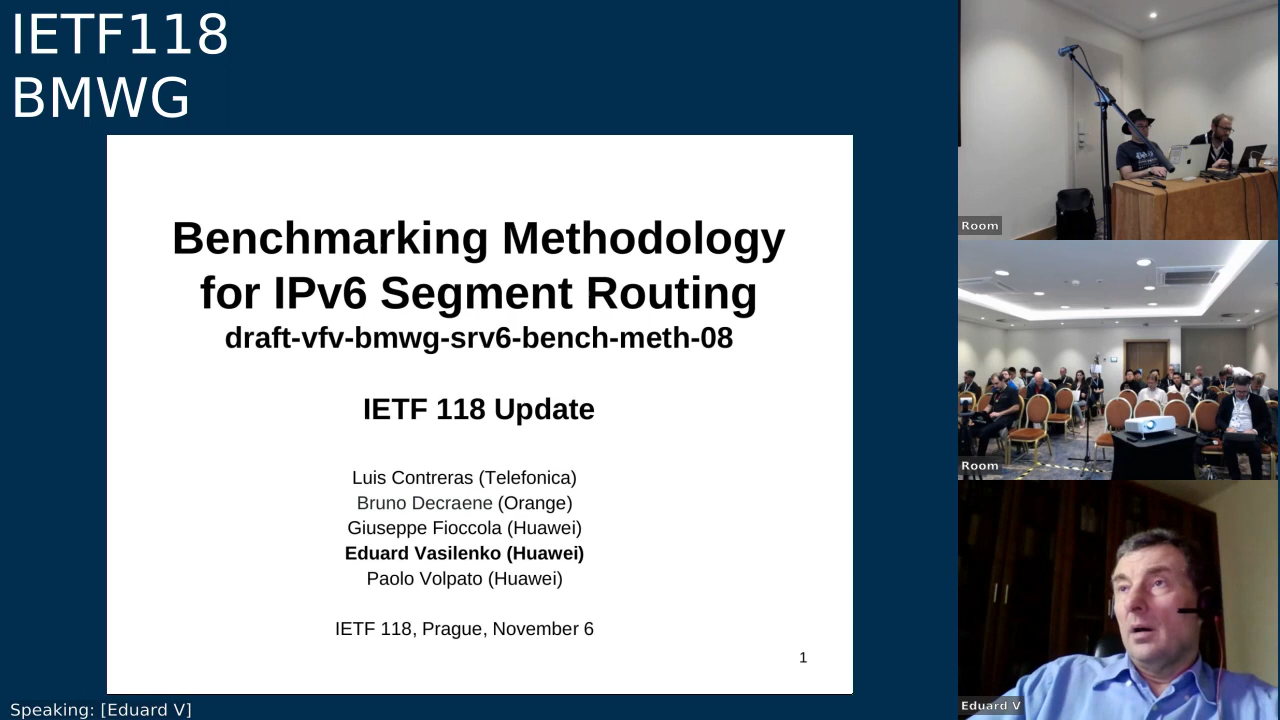 IETF118
BMWG
Benchmarking Methodology
for IPv6 Segment Routing
draft-vfv-bmwg-srv6-bench-meth-08
IETF 118 Update
Luis Contreras (Telefonica)
Bruno Decraene (Orange)
Giuseppe Fioccola (Huawei)
Eduard Vasilenko (Huawei)
Paolo Volpato (Huawei)
IETF 118, Prague, November 6
1
Speaking: [Eduard V]
Room
Room
Eduard V